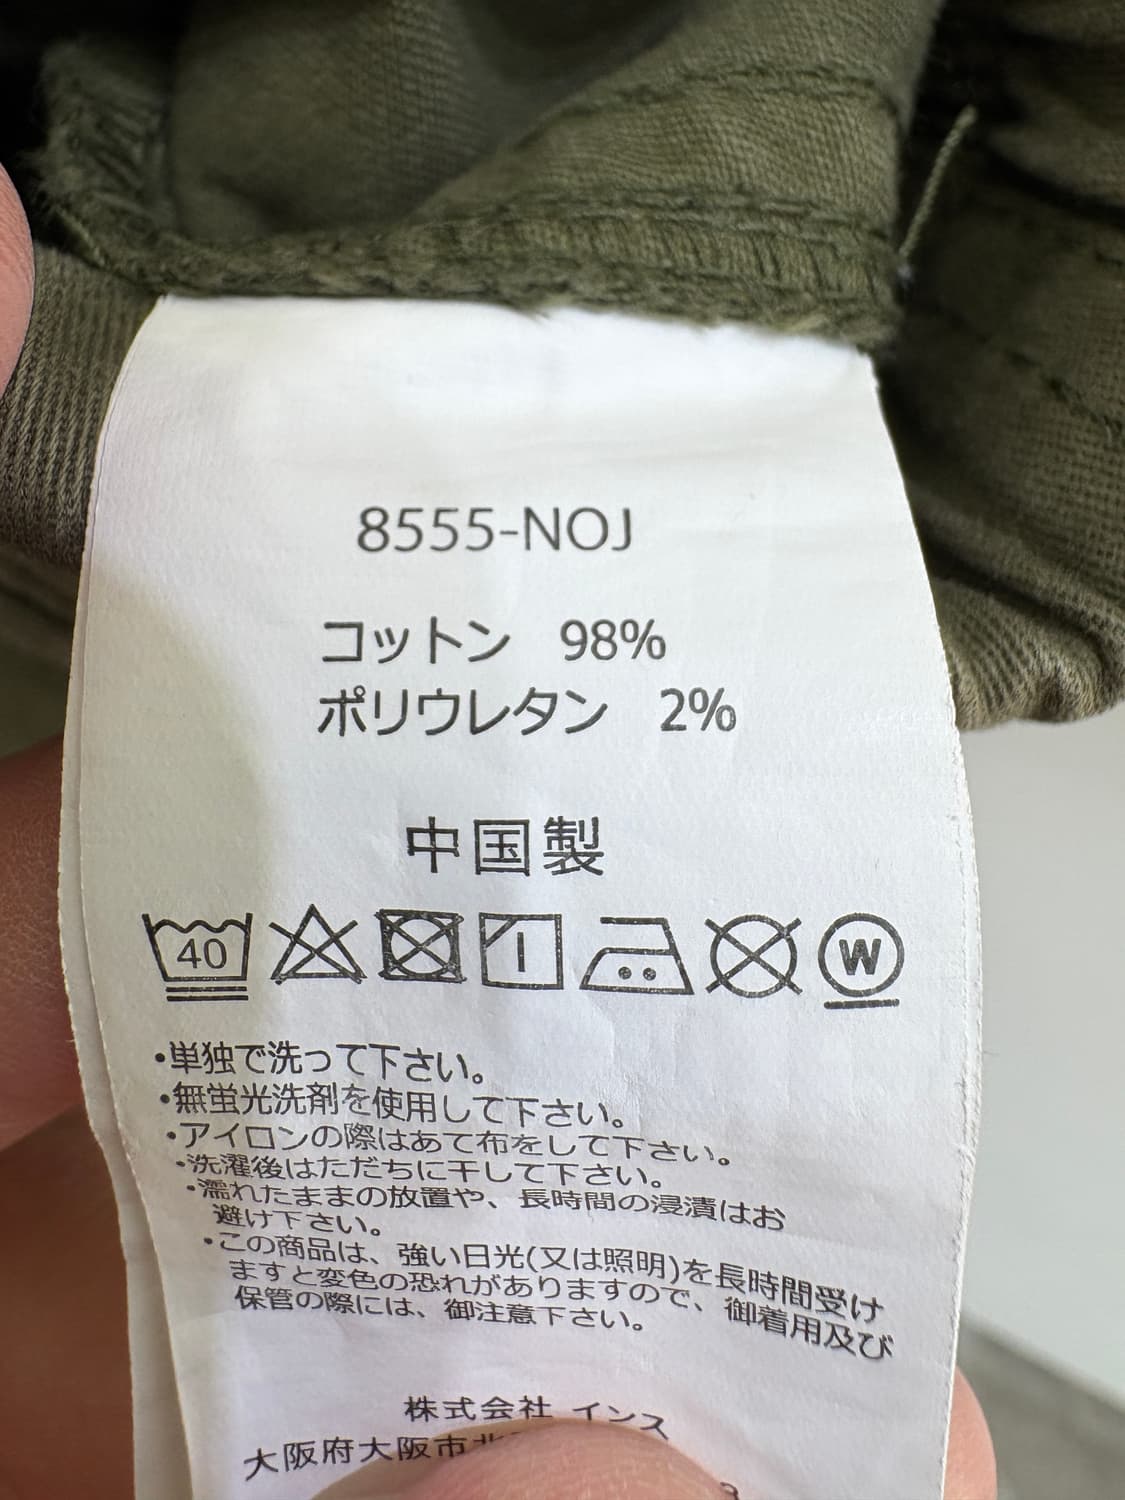 8555-NOJ
コットン 98%
ポリウレタン 2%
中国製
40 W
・単独で洗って下さい。
・無蛍光洗剤を使用して下さい。
・アイロンの際はあて布をして下さい。
・洗濯後はただちに干して下さい。
・濡れたままの放置や、長時間の浸漬はお
避け下さい。
・この商品は、強い日光(又は照明)を長時間受け
ますと変色の恐れがありますので、御着用及び
保管の際には、御注意下さい。
株式会社 インス
大阪府大阪市北